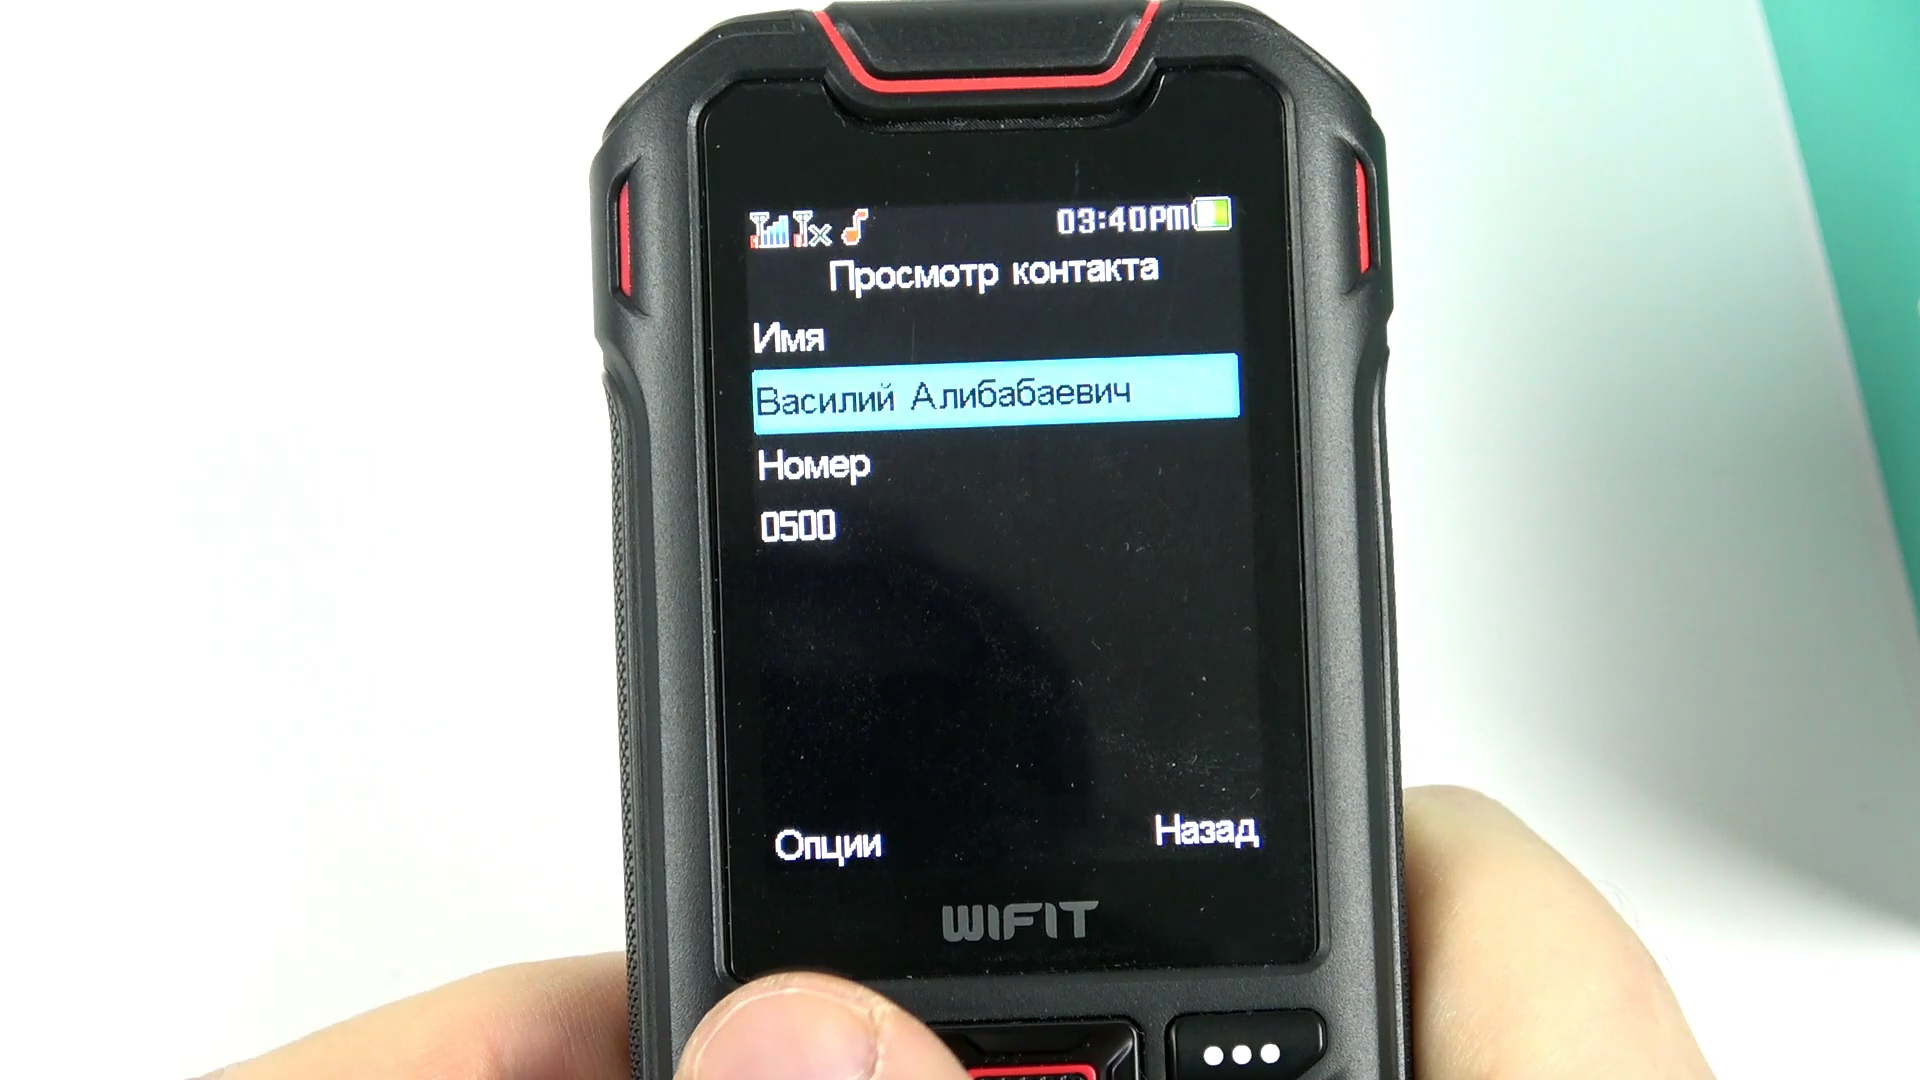 03:40PM
Просмотр контакта
Имя
Василий Алибабаевич
Номер
0500
Опции
Назад
WIFIT